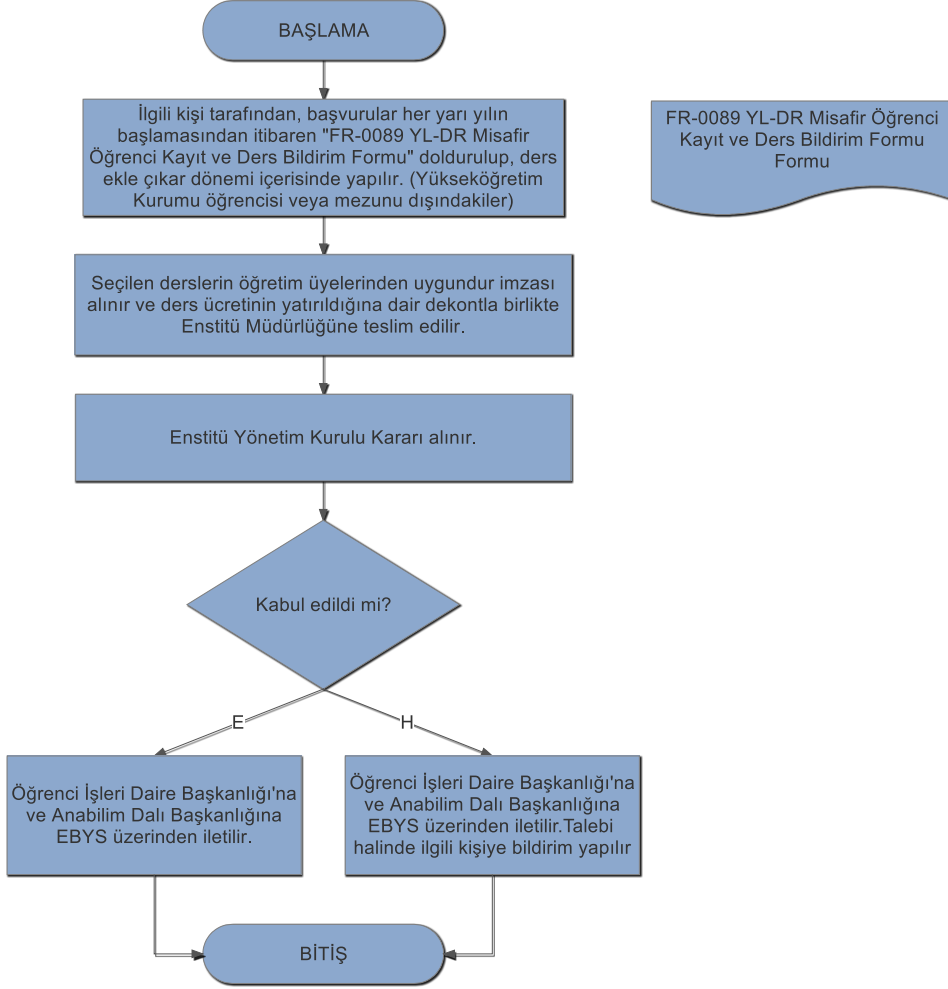 BAŞLAMA
İlgili kişi tarafından, başvurular her yarı yılın
başlamasından itibaren "FR-0089 YL-DR Misafir
Öğrenci Kayıt ve Ders Bildirim Formu" doldurulup, ders
ekle çıkar dönemi içerisinde yapılır. (Yükseköğretim
Kurumu öğrencisi veya mezunu dışındakiler)
FR-0089 YL-DR Misafir Öğrenci
Kayıt ve Ders Bildirim Formu
Formu
Seçilen derslerin öğretim üyelerinden uygundur imzası
alınır ve ders ücretinin yatırıldığına dair dekontla birlikte
Enstitü Müdürlüğüne teslim edilir.
Enstitü Yönetim Kurulu Kararı alınır.
Kabul edildi mi?
E
H
Öğrenci İşleri Daire Başkanlığı'na
ve Anabilim Dalı Başkanlığına
EBYS üzerinden iletilir.
Öğrenci İşleri Daire Başkanlığı'na
ve Anabilim Dalı Başkanlığına
EBYS üzerinden iletilir.Talebi
halinde ilgili kişiye bildirim yapılır
BİTİŞ